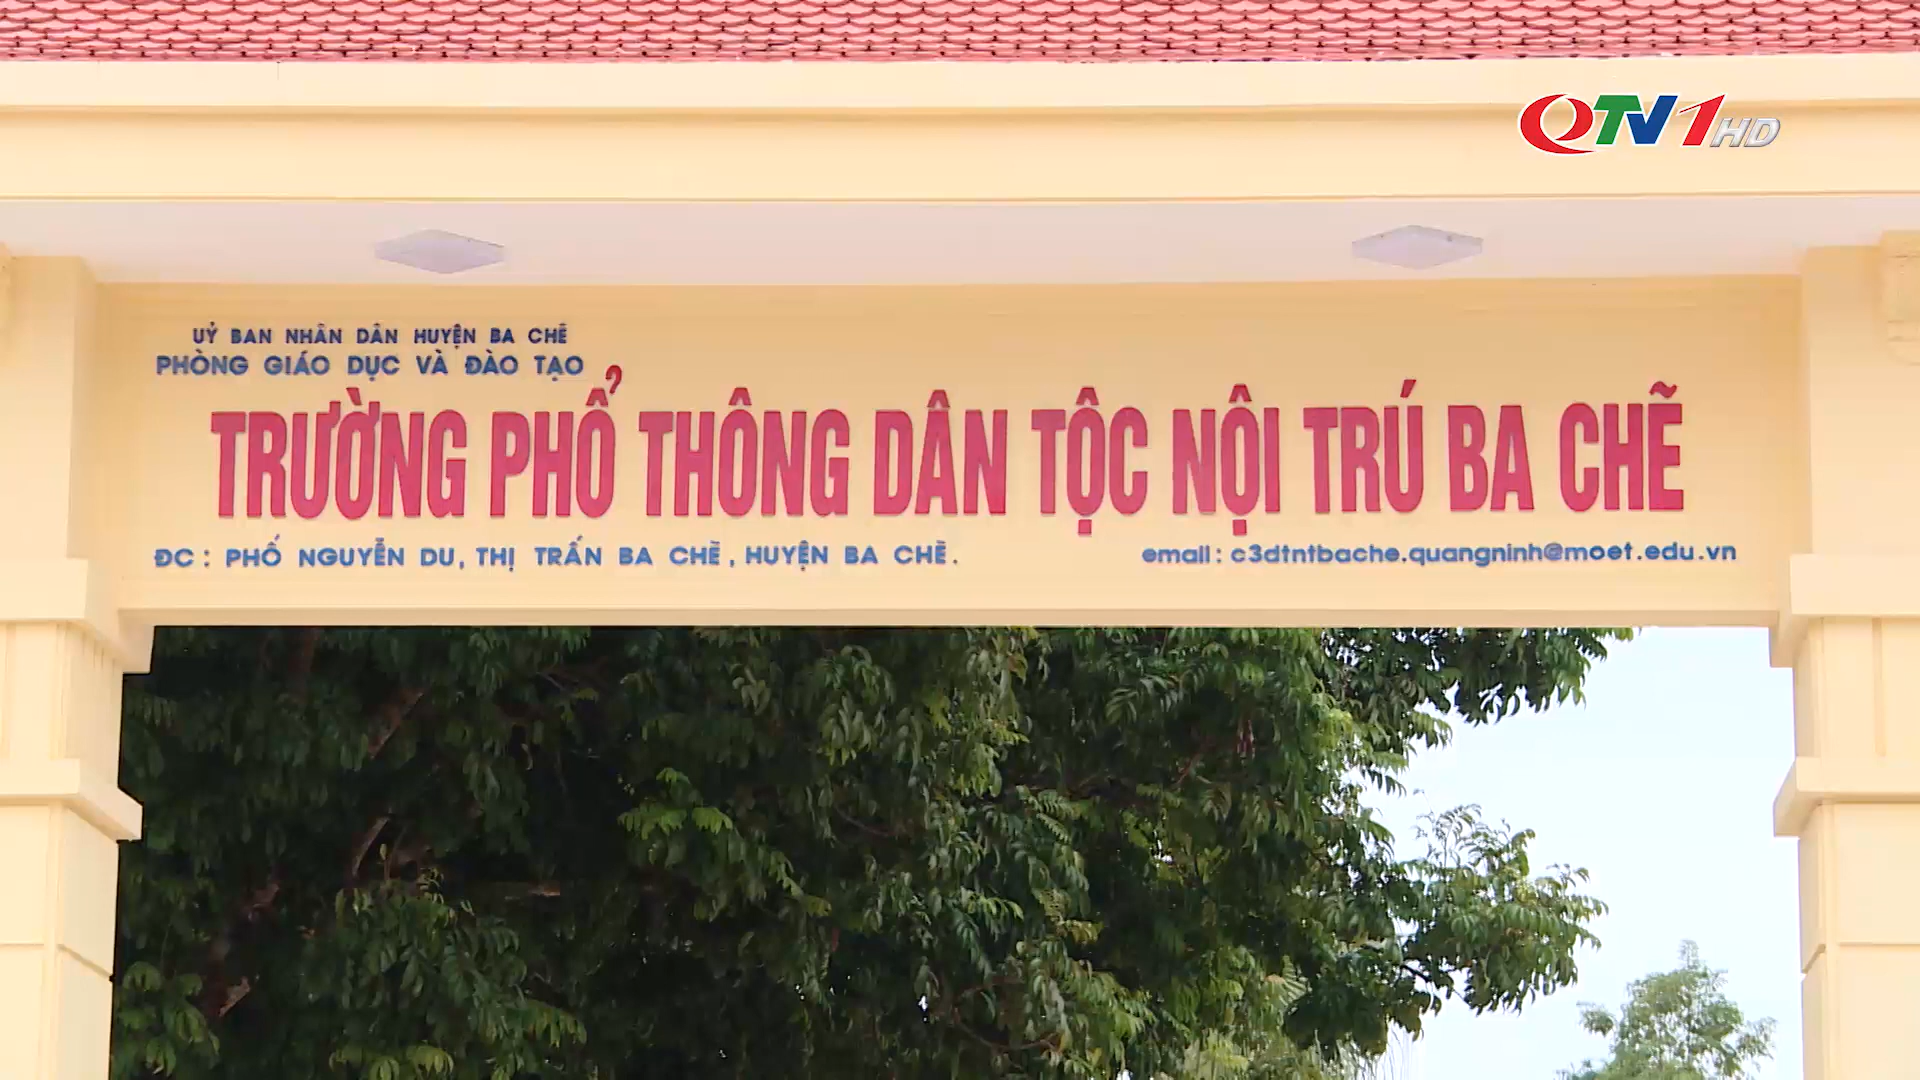 QTV1HD
UỶ BAN NHÂN DÂN HUYỆN BA CHẼ
PHÒNG GIÁO DỤC VÀ ĐÀO TẠO
TRƯỜNG PHỔ THÔNG DÂN TỘC NỘI TRÚ BA CHẼ
ĐC : PHỐ NGUYỄN DU, THỊ TRẤN BA CHẼ, HUYỆN BA CHẼ.
email : c3dtntbache.quangninh@moet.edu.vn